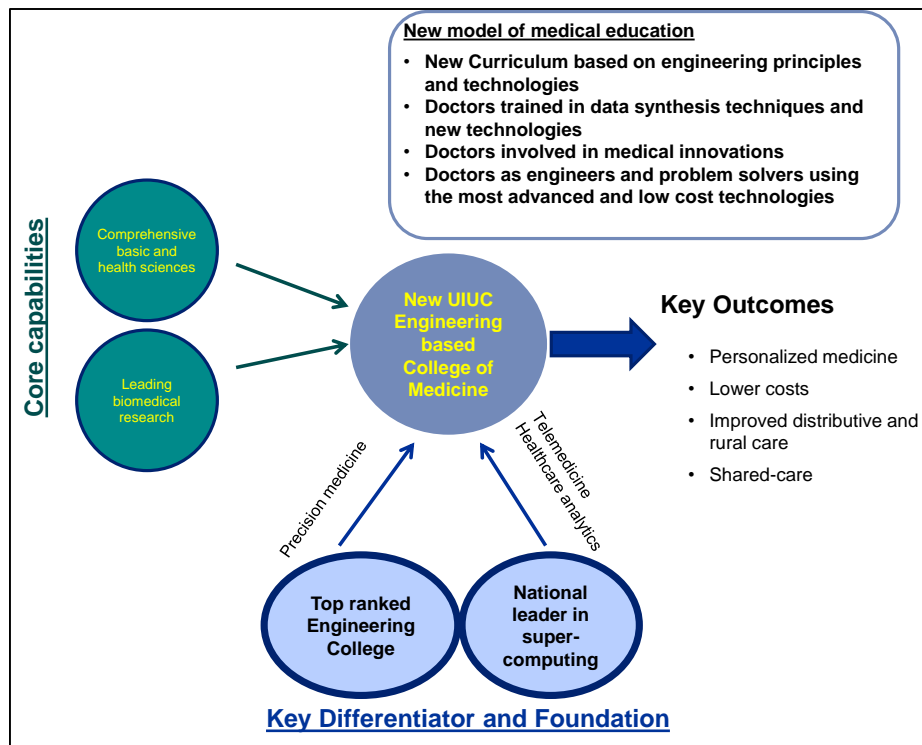 New model of medical education
• New Curriculum based on engineering principles
and technologies
• Doctors trained in data synthesis techniques and
new technologies
• Doctors involved in medical innovations
• Doctors as engineers and problem solvers using
the most advanced and low cost technologies
Core capabilities
Comprehensive
basic and
health sciences
Leading
biomedical
research
New UIUC
Engineering
based
College of
Medicine
Key Outcomes
• Personalized medicine
• Lower costs
• Improved distributive and
rural care
• Shared-care
Precision medicine
Telemedicine
Healthcare analytics
Top ranked
Engineering
College
National
leader in
super-
computing
Key Differentiator and Foundation